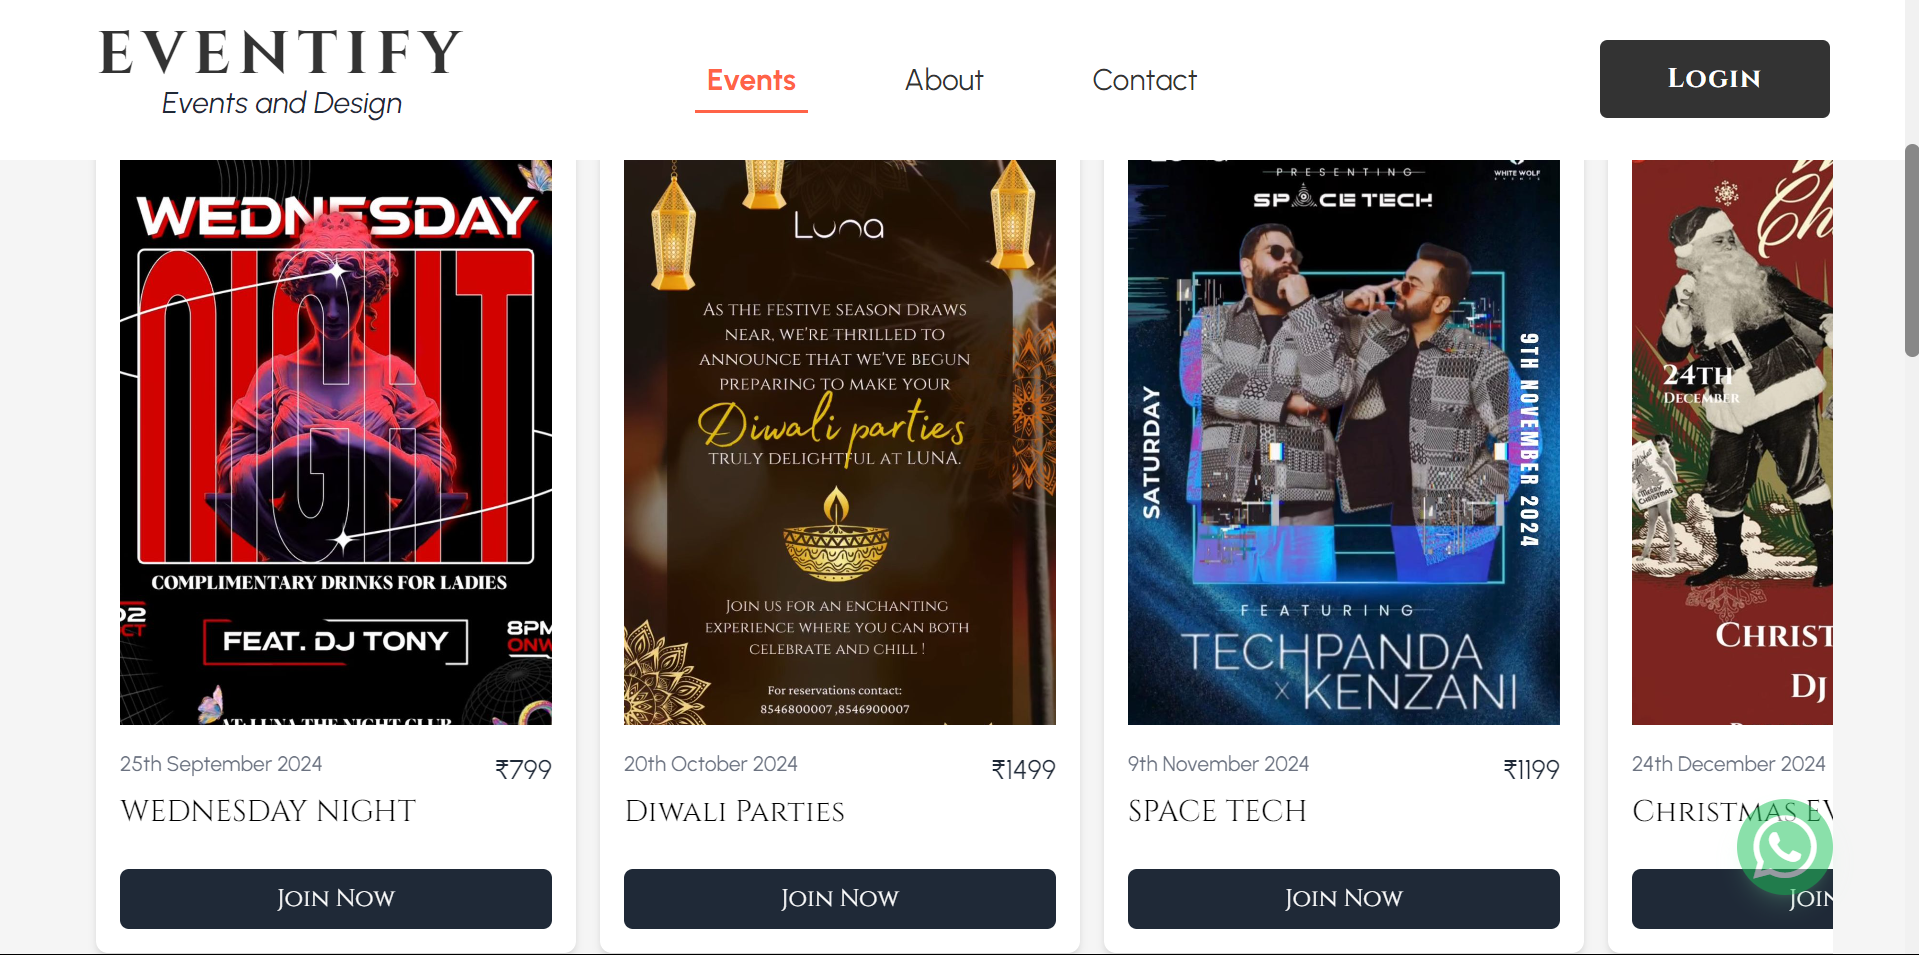 EVENTIFY
Events and Design
Events
About
Contact
LOGIN
WEDNESDAY
NIGHT
COMPLIMENTARY DRINKS FOR LADIES
FEAT. DJ TONY
8PM
AT: LUNA THE NIGHT CLUB
25th September 2024
₹799
WEDNESDAY NIGHT
JOIN NOW
Luna
AS THE FESTIVE SEASON DRAWS
NEAR, WE'RE THRILLED TO
ANNOUNCE THAT WE'VE BEGUN
PREPARING TO MAKE YOUR
Diwali parties
TRULY DELIGHTFUL AT LUNA.
JOIN US FOR AN ENCHANTING
EXPERIENCE WHERE YOU CAN BOTH
CELEBRATE AND CHILL !
For reservations contact:
8546800007 ,8546900007
20th October 2024
₹1499
DIWALI PARTIES
JOIN NOW
PRESENTING
WHITE WOLF
EVENTS
SPACE TECH
SATURDAY
9TH NOVEMBER 2024
FEATURING
TECHPANDA
X KENZANI
9th November 2024
₹1199
SPACE TECH
JOIN NOW
24TH
DECEMBER
Merry
CHRISTMAS
CHRIST
DJ
24th December 2024
CHRISTMAS EV
JOIN